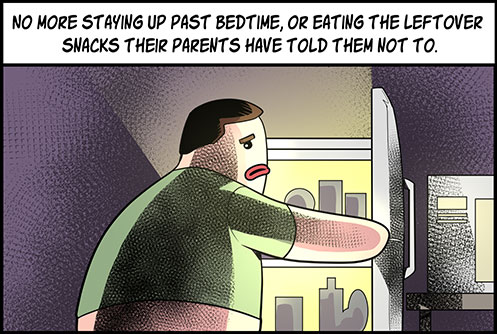 NO MORE STAYING UP PAST BEDTIME, OR EATING THE LEFTOVER
SNACKS THEIR PARENTS HAVE TOLD THEM NOT TO.